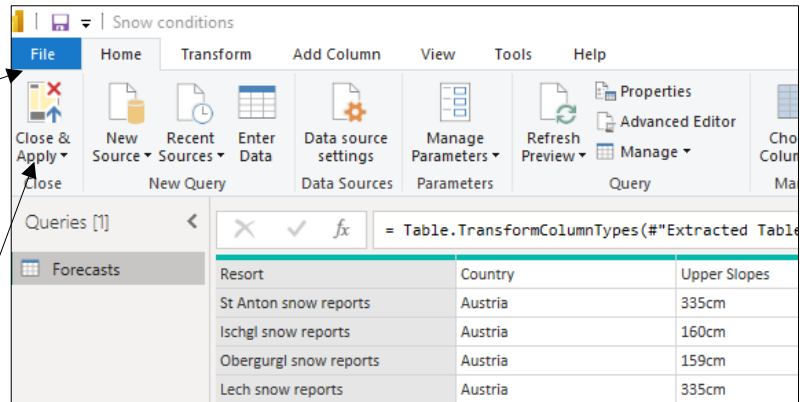 Snow conditions
File Home Transform Add Column View Tools Help
Close & Apply
New Source
Recent Sources
Enter Data
Data source settings
Manage Parameters
Refresh Preview
Properties
Advanced Editor
Manage
Close New Query Data Sources Parameters Query
Queries [1]
fx = Table.TransformColumnTypes(#"Extracted Table
Forecasts
Resort Country Upper Slopes
St Anton snow reports Austria 335cm
Ischgl snow reports Austria 160cm
Obergurgl snow reports Austria 159cm
Lech snow reports Austria 335cm